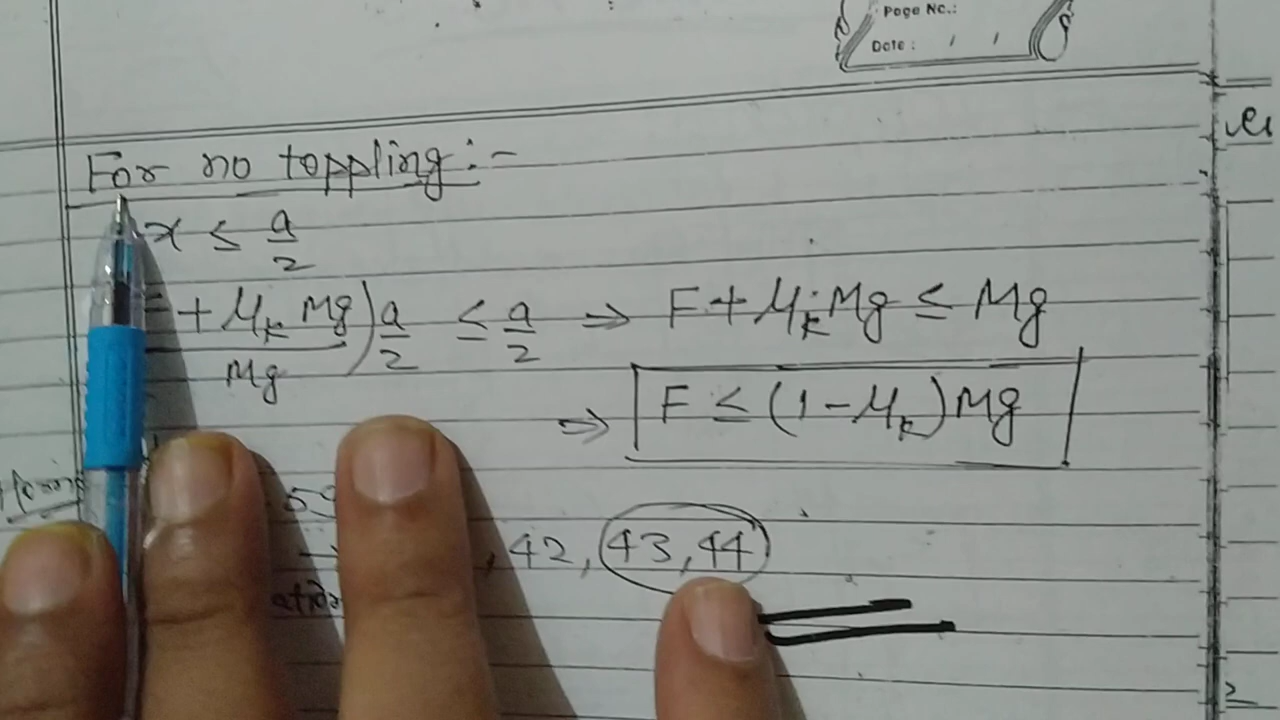 Page No.:
Date : / /
For no toppling:-
x ≤ a/2
+ μk Mg) a/2 ≤ a/2 ⇒ F + μk Mg ≤ Mg
Mg
⇒ F ≤ (1 - μk) Mg
, 42, 43, 44